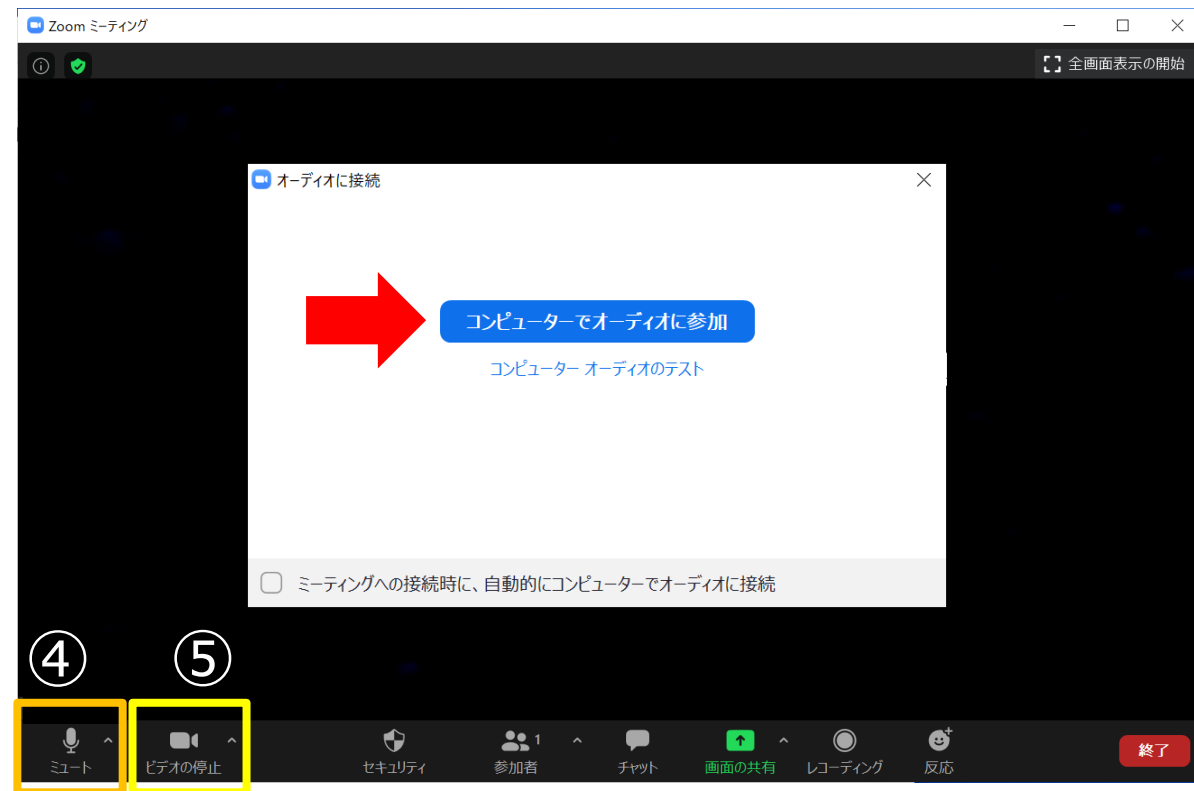 Zoom ミーティング
全画面表示の開始
オーディオに接続
コンピューターでオーディオに参加
コンピューター オーディオのテスト
ミーティングへの接続時に、自動的にコンピューターでオーディオに接続
④ ⑤
ミュート ビデオの停止 セキュリティ 参加者 1 チャット 画面の共有 レコーディング 反応 終了